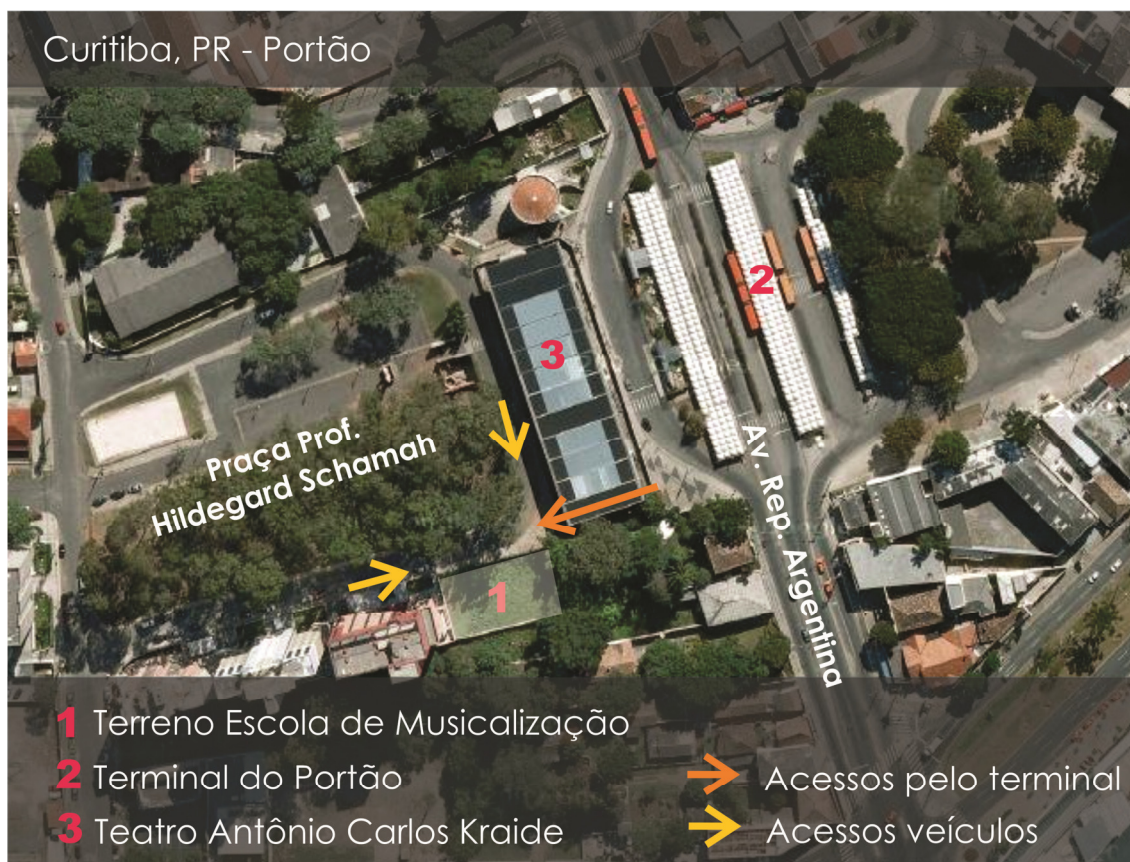 Curitiba, PR - Portão
2
3
Praça Prof.
Hildegard Schamah
Av. Rep. Argentina
1
1 Terreno Escola de Musicalização
2 Terminal do Portão
3 Teatro Antônio Carlos Kraide
Acessos pelo terminal
Acessos veículos